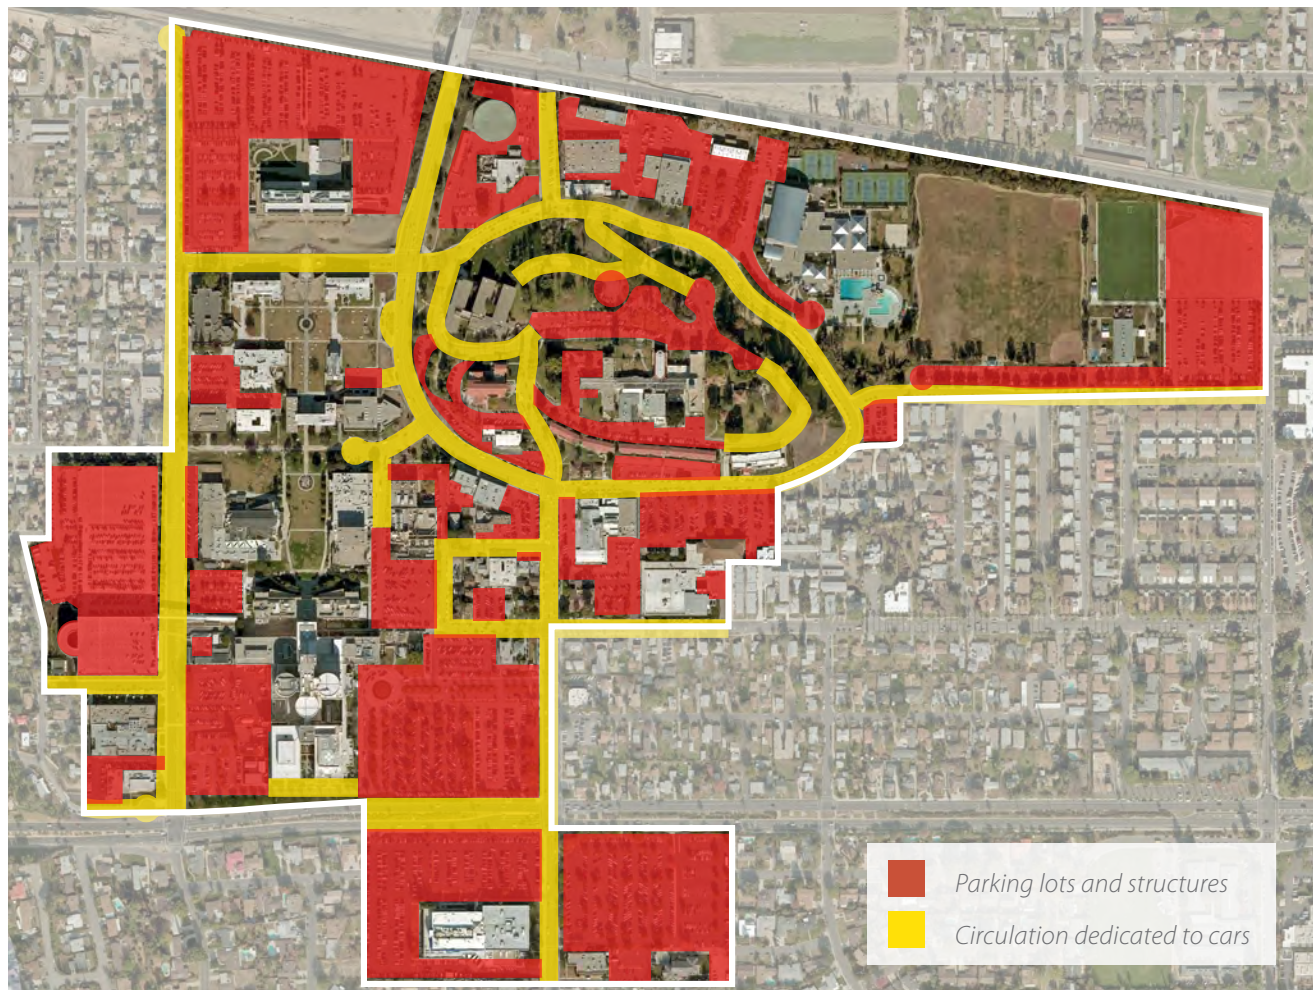 Parking lots and structures
Circulation dedicated to cars